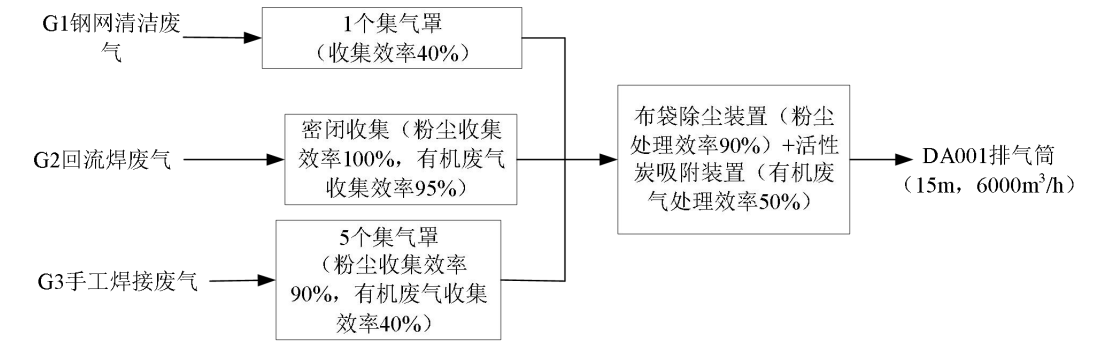 G1钢网清洁废
气
1个集气罩
（收集效率40%）
G2回流焊废气
密闭收集（粉尘收集
效率100%，有机废气
收集效率95%）
G3手工焊接废气
5个集气罩
（粉尘收集效率
90%，有机废气收集
效率40%）
布袋除尘装置（粉尘
处理效率90%）+活性
炭吸附装置（有机废
气处理效率50%）
DA001排气筒
（15m，6000m³/h）